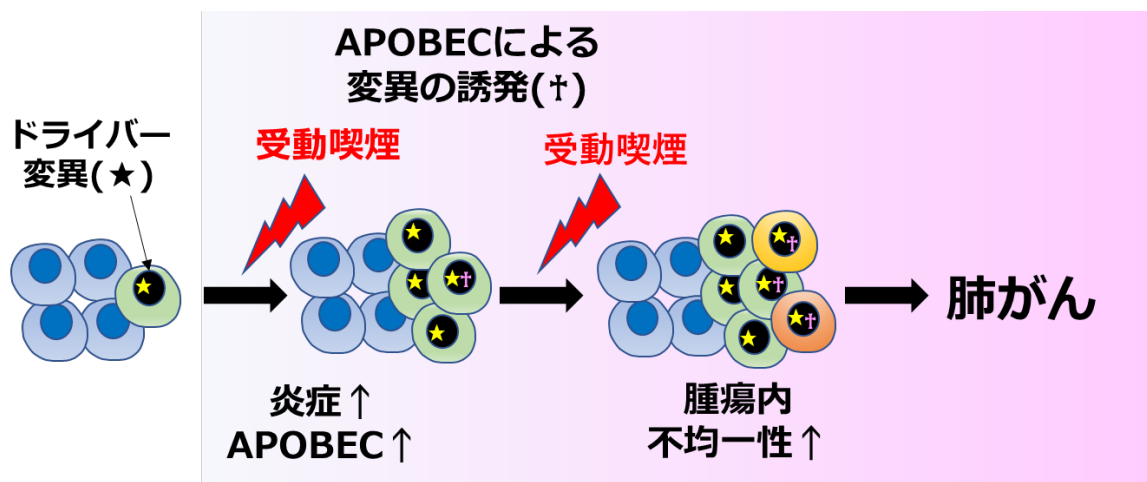 APOBECによる
変異の誘発(✝)
ドライバー
変異(★)
受動喫煙
受動喫煙
肺がん
炎症↑
APOBEC↑
腫瘍内
不均一性↑